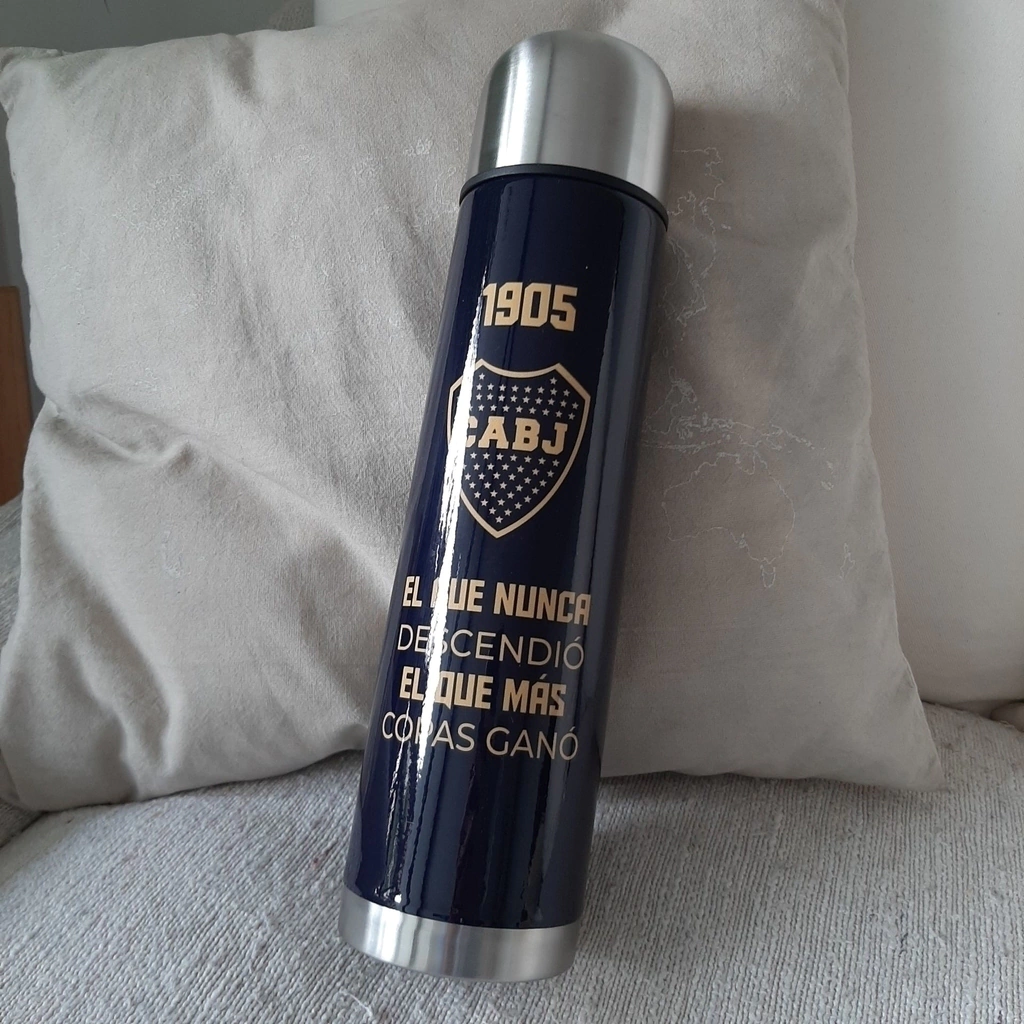 1905
CABJ
EL QUE NUNCA
DESCENDIÓ
EL QUE MÁS
COPAS GANÓ